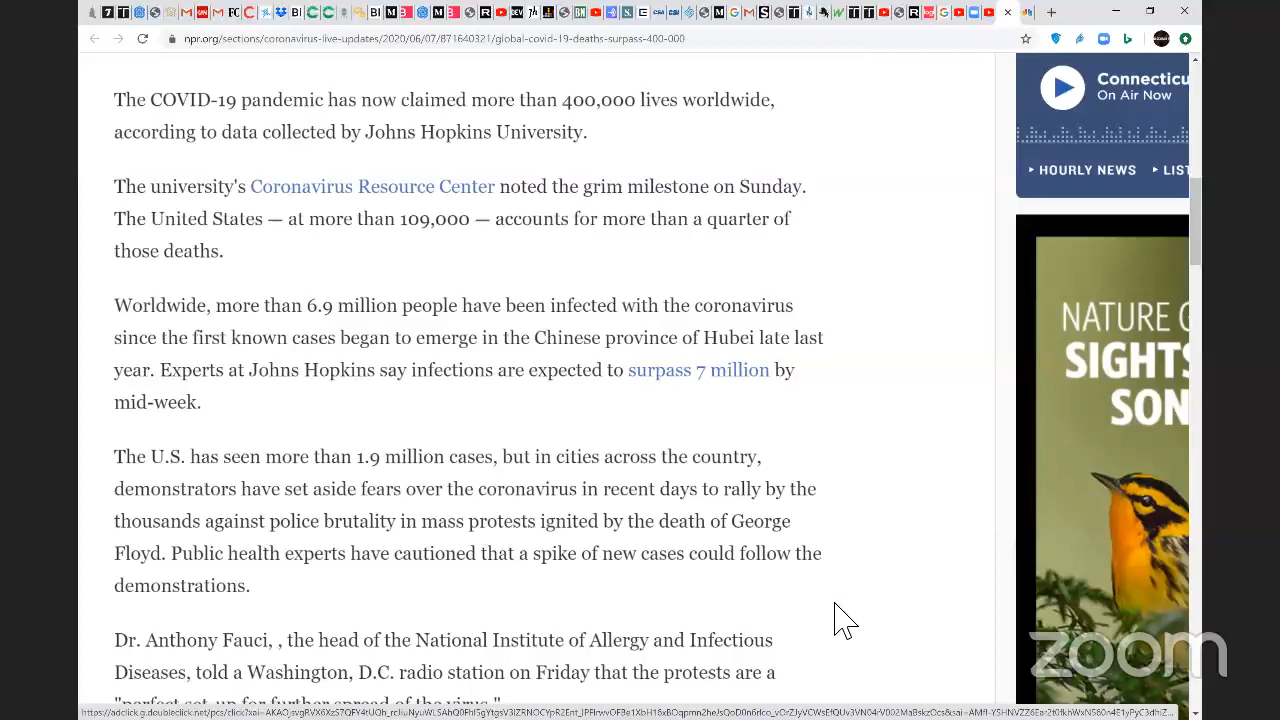 npr.org/sections/coronavirus-live-updates/2020/06/07/871640321/global-covid-19-deaths-surpass-400-000
The COVID-19 pandemic has now claimed more than 400,000 lives worldwide,
according to data collected by Johns Hopkins University.
The university's Coronavirus Resource Center noted the grim milestone on Sunday.
The United States — at more than 109,000 — accounts for more than a quarter of
those deaths.
Worldwide, more than 6.9 million people have been infected with the coronavirus
since the first known cases began to emerge in the Chinese province of Hubei late last
year. Experts at Johns Hopkins say infections are expected to surpass 7 million by
mid-week.
The U.S. has seen more than 1.9 million cases, but in cities across the country,
demonstrators have set aside fears over the coronavirus in recent days to rally by the
thousands against police brutality in mass protests ignited by the death of George
Floyd. Public health experts have cautioned that a spike of new cases could follow the
demonstrations.
Dr. Anthony Fauci, , the head of the National Institute of Allergy and Infectious
Diseases, told a Washington, D.C. radio station on Friday that the protests are a
"perfect set-up for further spread of the virus."
Connecticu
On Air Now
HOURLY NEWS
LIST
NATURE G
SIGHTS
SON
zoom